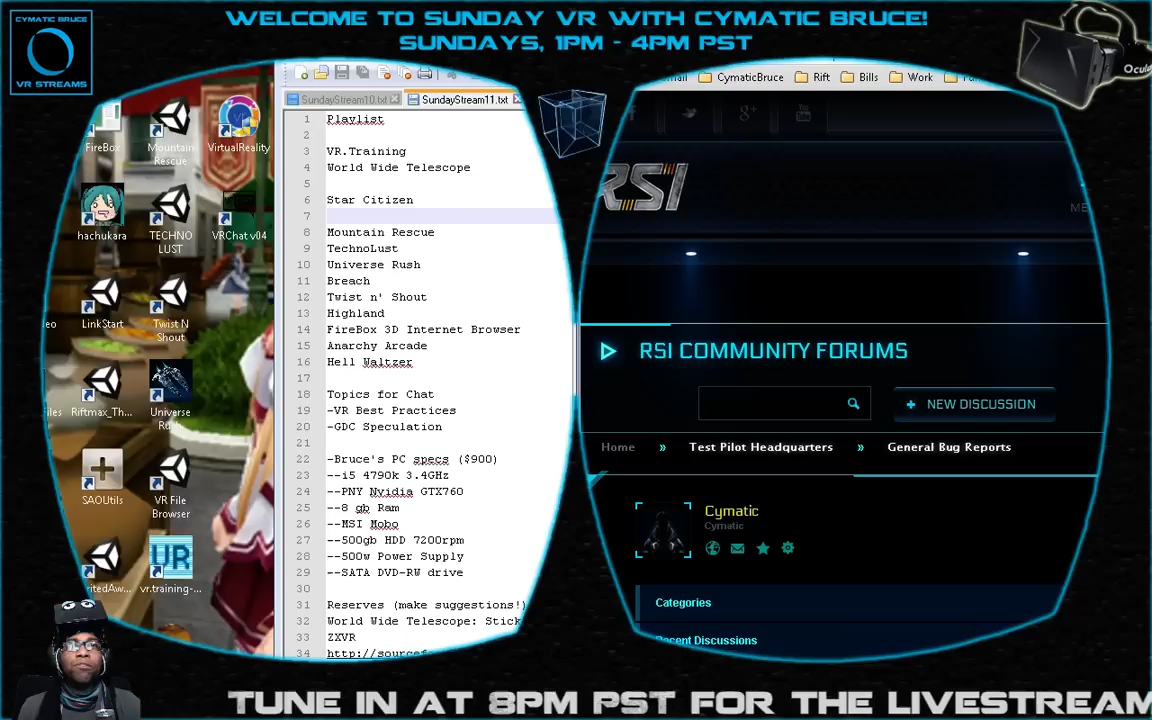 WELCOME TO SUNDAY VR WITH CYMATIC BRUCE!
SUNDAYS, 1PM - 4PM PST
CYMATIC BRUCE
VR STREAMS
Ocul
FireBox
Mountain Rescue
VirtualReality
hachukara
TECHNO LUST
VRChat v04
eo
LinkStart
Twist N Shout
iles
Riftmax_Th...
Universe Rush
SAOUtils
VR File Browser
itedAw...
UR
vr.training-...
SundayStream10.txt
SundayStream11.txt
1 Playlist
2
3 VR.Training
4 World Wide Telescope
5
6 Star Citizen
7
8 Mountain Rescue
9 TechnoLust
10 Universe Rush
11 Breach
12 Twist n' Shout
13 Highland
14 FireBox 3D Internet Browser
15 Anarchy Arcade
16 Hell Waltzer
17
18 Topics for Chat
19 -VR Best Practices
20 -GDC Speculation
21
22 -Bruce's PC specs ($900)
23 --i5 4790k 3.4GHz
24 --PNY Nvidia GTX760
25 --8 gb Ram
26 --MSI Mobo
27 --500gb HDD 7200rpm
28 --500w Power Supply
29 --SATA DVD-RW drive
30
31 Reserves (make suggestions!)
32 World Wide Telescope: Stick
33 ZXVR
34 http://sourcef
mail CymaticBruce Rift Bills Work
RSI
ME
RSI COMMUNITY FORUMS
+ NEW DISCUSSION
Home » Test Pilot Headquarters » General Bug Reports
Cymatic
Cymatic
Categories
Recent Discussions
TUNE IN AT 8PM PST FOR THE LIVESTREAM